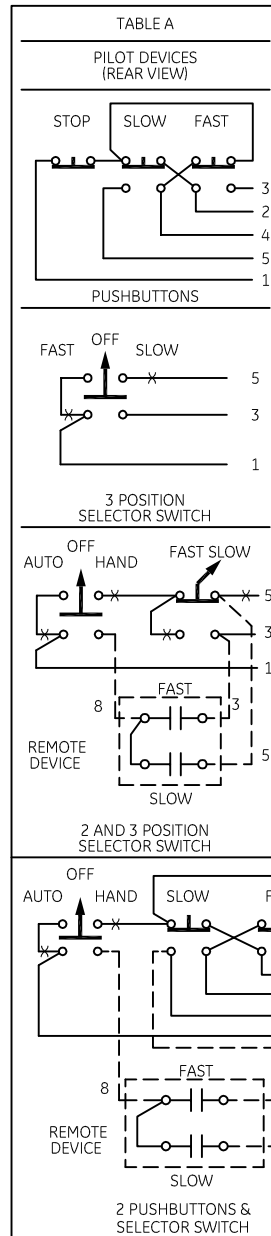 TABLE A
PILOT DEVICES
(REAR VIEW)
STOP SLOW FAST
3
2
4
5
1
PUSHBUTTONS
OFF
FAST SLOW
5
3
1
3 POSITION
SELECTOR SWITCH
OFF
AUTO HAND FAST SLOW
5
3
1
FAST
8 3
REMOTE
DEVICE
5
SLOW
2 AND 3 POSITION
SELECTOR SWITCH
OFF
AUTO HAND SLOW F
FAST
8
REMOTE
DEVICE
SLOW
2 PUSHBUTTONS &
SELECTOR SWITCH